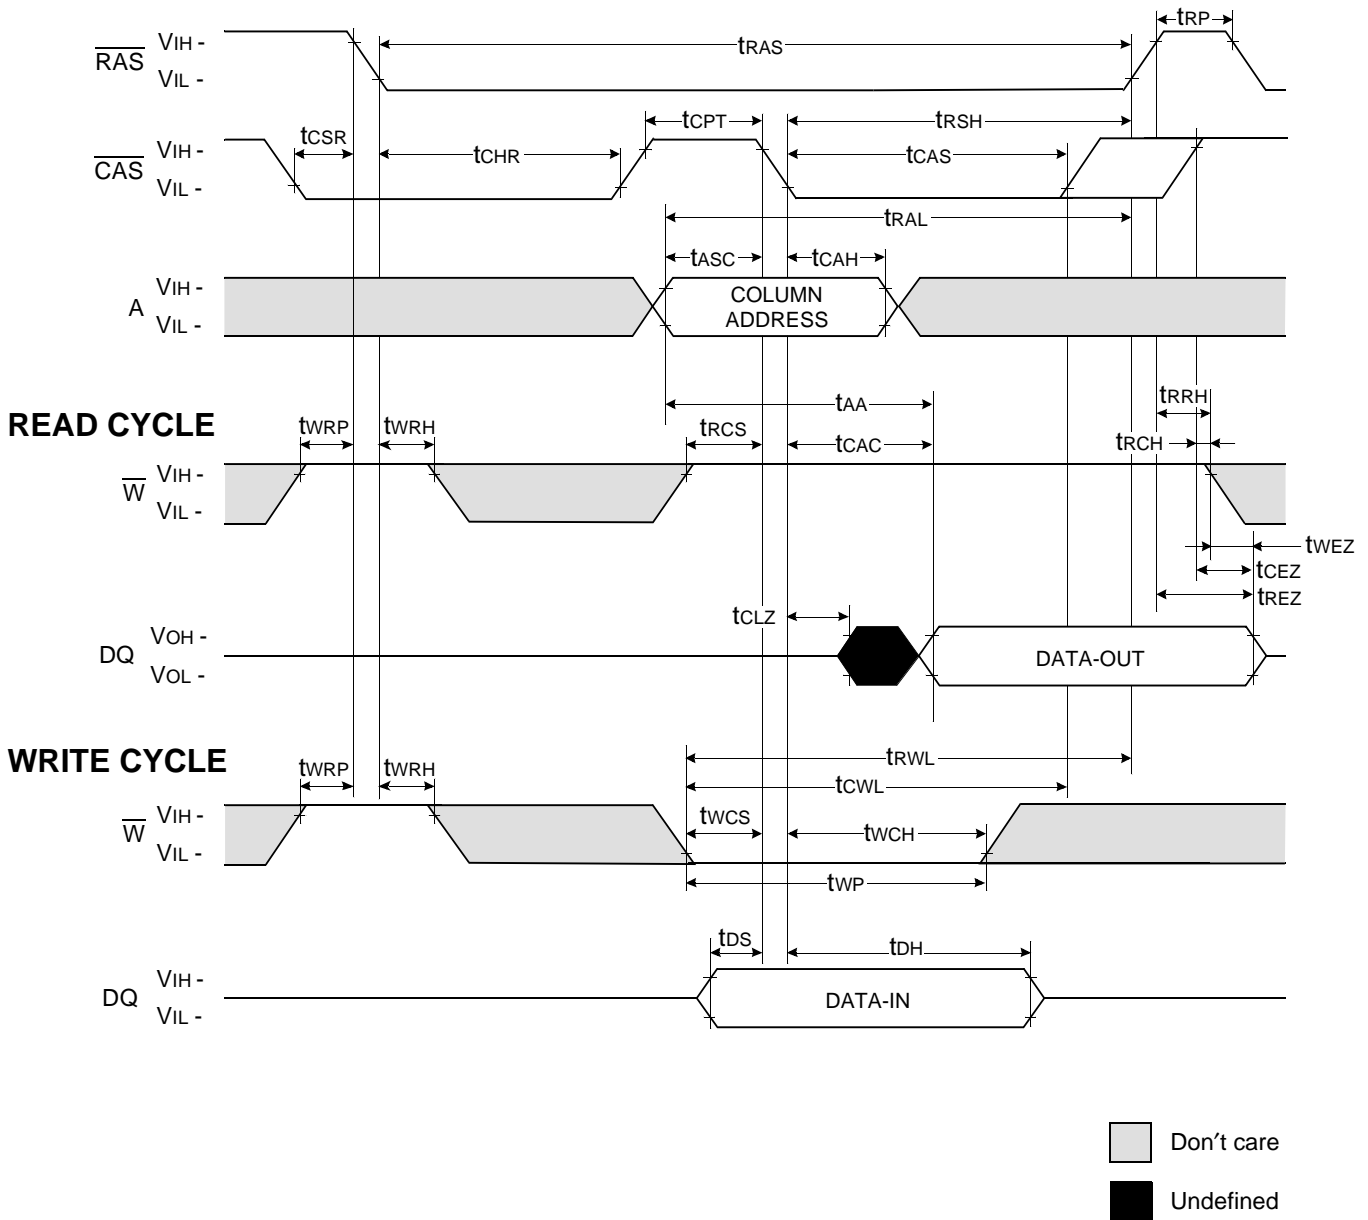 tRP
VIH -
RAS
VIL -
tRAS
tCPT
tRSH
tCSR
VIH -
CAS
VIL -
tCHR
tCAS
tRAL
tASC
tCAH
VIH -
A
VIL -
COLUMN
ADDRESS
tRRH
tAA
READ CYCLE
tWRP
tWRH
tRCS
tCAC
tRCH
VIH -
W
VIL -
tWEZ
tCEZ
tREZ
tCLZ
VOH -
DQ
VOL -
DATA-OUT
WRITE CYCLE
tRWL
tWRP
tWRH
tCWL
VIH -
W
VIL -
tWCS
tWCH
tWP
tDS
tDH
VIH -
DQ
VIL -
DATA-IN
Don′t care
Undefined